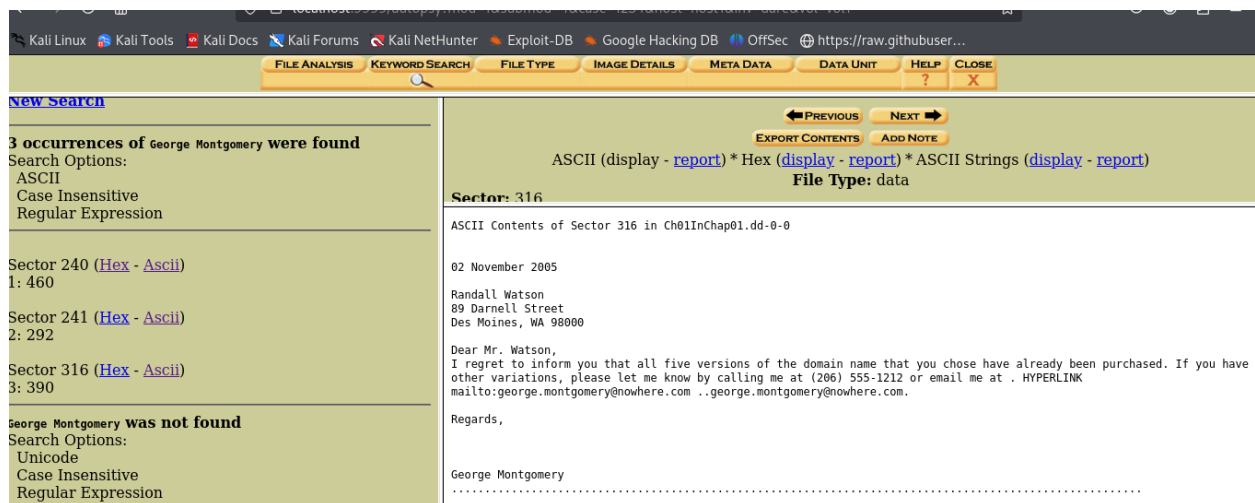 Kali Linux Kali Tools Kali Docs Kali Forums Kali NetHunter Exploit-DB Google Hacking DB OffSec https://raw.githubuser…
FILE ANALYSIS KEYWORD SEARCH FILE TYPE IMAGE DETAILS META DATA DATA UNIT HELP CLOSE
? X
New Search
3 occurrences of George Montgomery were found
Search Options:
ASCII
Case Insensitive
Regular Expression
Sector 240 (Hex - Ascii)
1: 460
Sector 241 (Hex - Ascii)
2: 292
Sector 316 (Hex - Ascii)
3: 390
George Montgomery was not found
Search Options:
Unicode
Case Insensitive
Regular Expression
PREVIOUS NEXT
EXPORT CONTENTS ADD NOTE
ASCII (display - report) * Hex (display - report) * ASCII Strings (display - report)
File Type: data
Sector: 316
ASCII Contents of Sector 316 in Ch01InChap01.dd-0-0
02 November 2005
Randall Watson
89 Darnell Street
Des Moines, WA 98000
Dear Mr. Watson,
I regret to inform you that all five versions of the domain name that you chose have already been purchased. If you have
other variations, please let me know by calling me at (206) 555-1212 or email me at . HYPERLINK
mailto:george.montgomery@nowhere.com ..george.montgomery@nowhere.com.
Regards,
George Montgomery